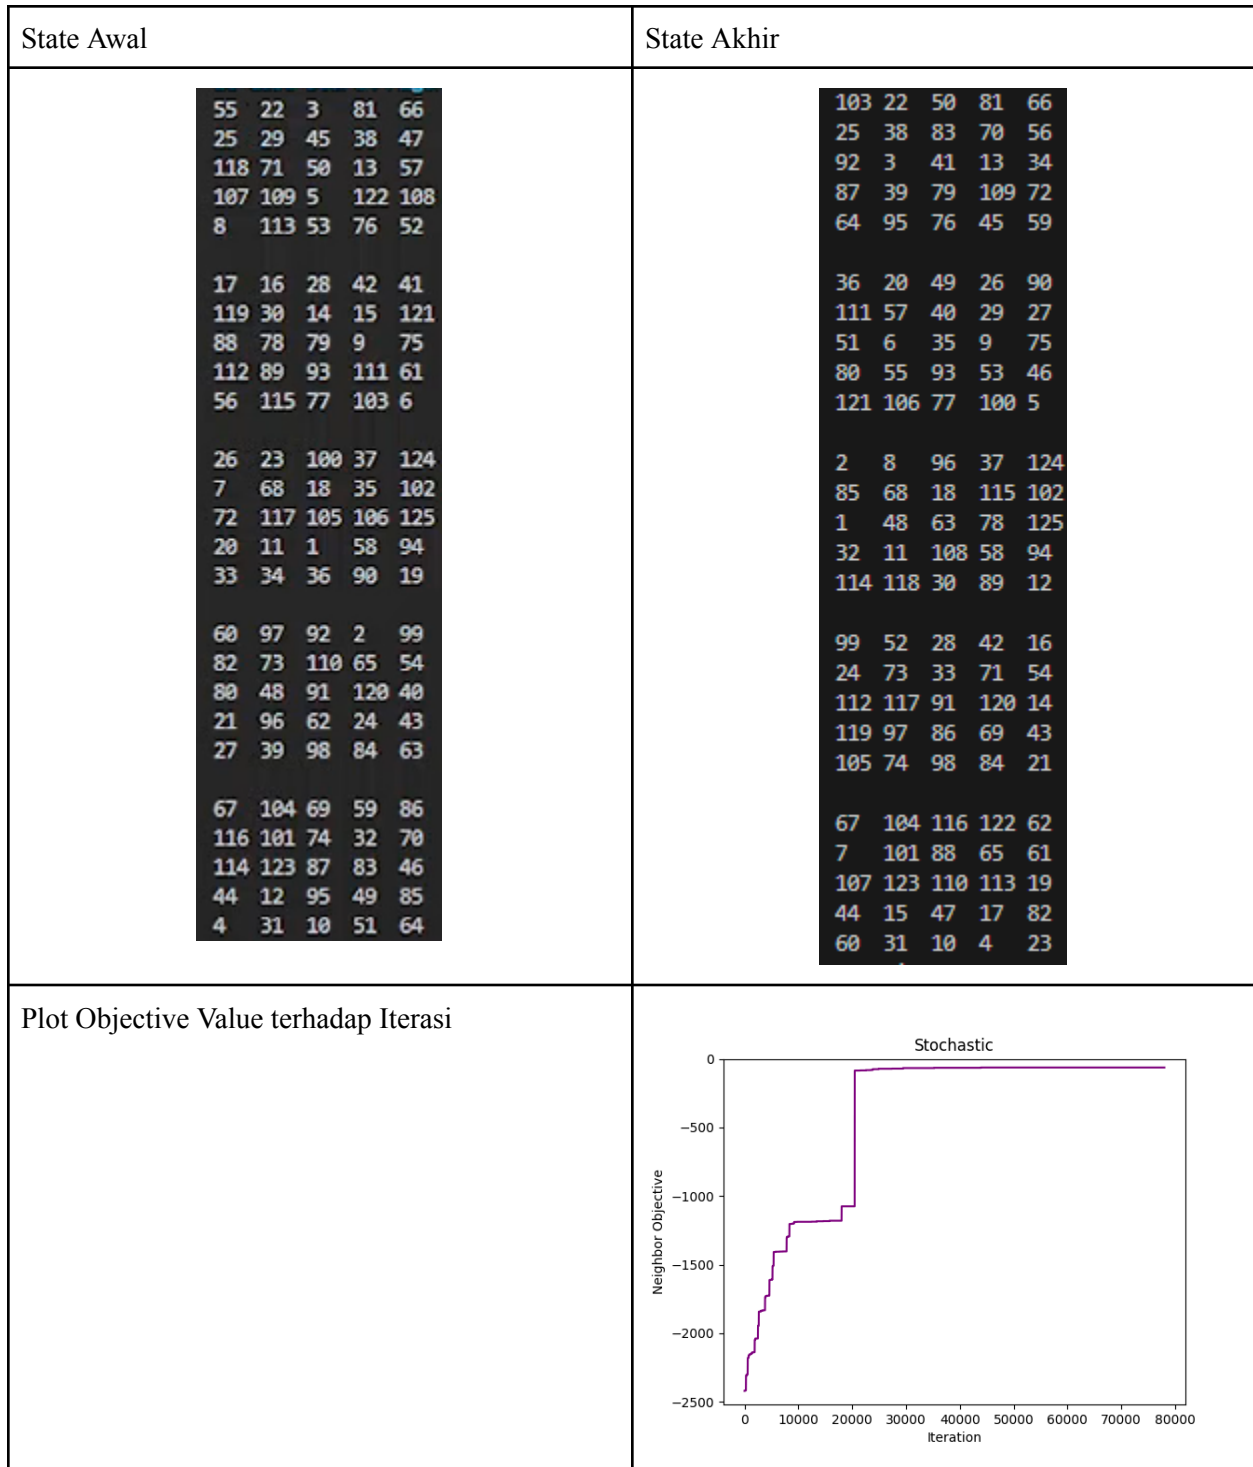 State Awal
State Akhir
55 22 3 81 66
25 29 45 38 47
118 71 50 13 57
107 109 5 122 108
8 113 53 76 52
17 16 28 42 41
119 30 14 15 121
88 78 79 9 75
112 89 93 111 61
56 115 77 103 6
26 23 100 37 124
7 68 18 35 102
72 117 105 106 125
20 11 1 58 94
33 34 36 90 19
60 97 92 2 99
82 73 110 65 54
80 48 91 120 40
21 96 62 24 43
27 39 98 84 63
67 104 69 59 86
116 101 74 32 70
114 123 87 83 46
44 12 95 49 85
4 31 10 51 64
103 22 50 81 66
25 38 83 70 56
92 3 41 13 34
87 39 79 109 72
64 95 76 45 59
36 20 49 26 90
111 57 40 29 27
51 6 35 9 75
80 55 93 53 46
121 106 77 100 5
2 8 96 37 124
85 68 18 115 102
1 48 63 78 125
32 11 108 58 94
114 118 30 89 12
99 52 28 42 16
24 73 33 71 54
112 117 91 120 14
119 97 86 69 43
105 74 98 84 21
67 104 116 122 62
7 101 88 65 61
107 123 110 113 19
44 15 47 17 82
60 31 10 4 23
Plot Objective Value terhadap Iterasi
Stochastic
0
−500
−1000
−1500
−2000
−2500
Neighbor Objective
0 10000 20000 30000 40000 50000 60000 70000 80000
Iteration